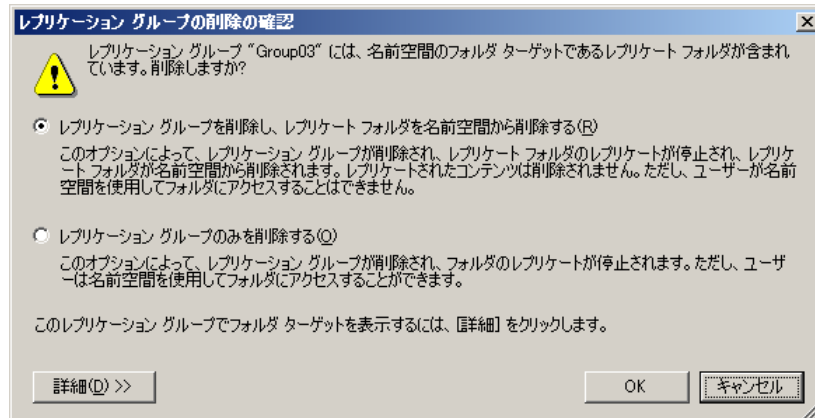 レプリケーション グループの削除の確認
レプリケーション グループ "Group03" には、名前空間のフォルダ ターゲットであるレプリケート フォルダが含まれ
ています。削除しますか?
レプリケーション グループを削除し、レプリケート フォルダを名前空間から削除する(R)
このオプションによって、レプリケーション グループが削除され、レプリケート フォルダのレプリケートが停止され、レプリケ
ート フォルダが名前空間から削除されます。レプリケートされたコンテンツは削除されません。ただし、ユーザーが名前
空間を使用してフォルダにアクセスすることはできません。
レプリケーション グループのみを削除する(O)
このオプションによって、レプリケーション グループが削除され、フォルダのレプリケートが停止されます。ただし、ユーザ
ーは名前空間を使用してフォルダにアクセスすることができます。
このレプリケーション グループでフォルダ ターゲットを表示するには、[詳細] をクリックします。
詳細(D) >>
OK
キャンセル